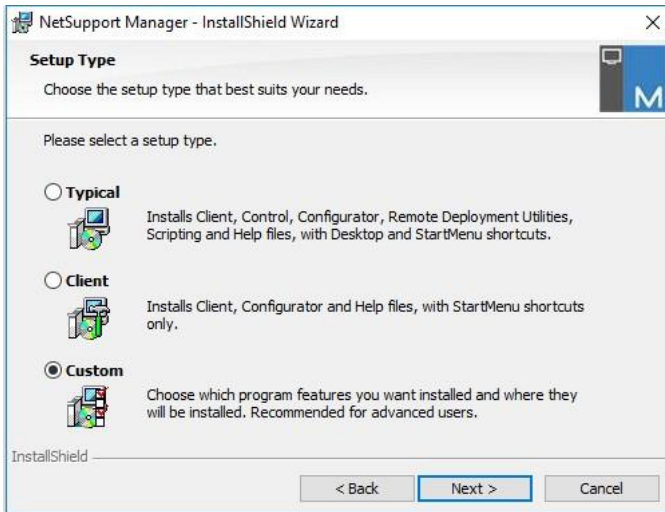 NetSupport Manager - InstallShield Wizard
Setup Type
Choose the setup type that best suits your needs.
M
Please select a setup type.
Typical
Installs Client, Control, Configurator, Remote Deployment Utilities,
Scripting and Help files, with Desktop and StartMenu shortcuts.
Client
Installs Client, Configurator and Help files, with StartMenu shortcuts
only.
Custom
Choose which program features you want installed and where they
will be installed. Recommended for advanced users.
InstallShield
< Back Next > Cancel